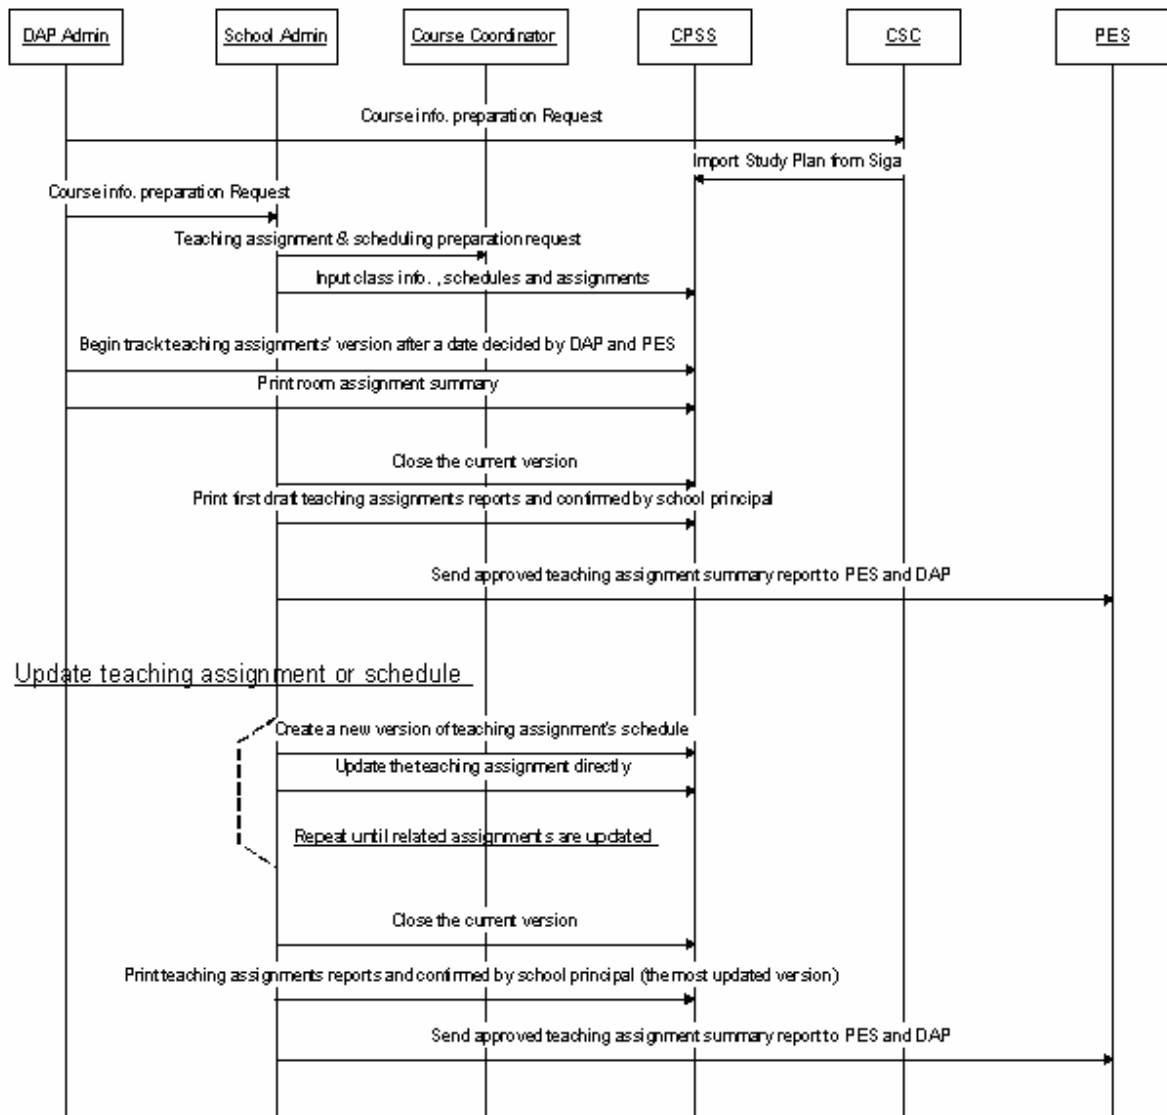 DAP Admin
School Admin
Course Coordinator
CPSS
CSC
PES
Course info. preparation Request
Import Study Plan from Siga
Course info. preparation Request
Teaching assignment & scheduling preparation request
Input class info. , schedules and assignments
Begin track teaching assignments' version after a date decided by DAP and PES
Print room assignment summary
Close the current version
Print first draft teaching assignments reports and confirmed by school principal
Send approved teaching assignment summary report to PES and DAP
Update teaching assignment or schedule
Create a new version of teaching assignment's schedule
Update the teaching assignment directly
Repeat until related assignments are updated
Close the current version
Print teaching assignments reports and confirmed by school principal (the most updated version)
Send approved teaching assignment summary report to PES and DAP